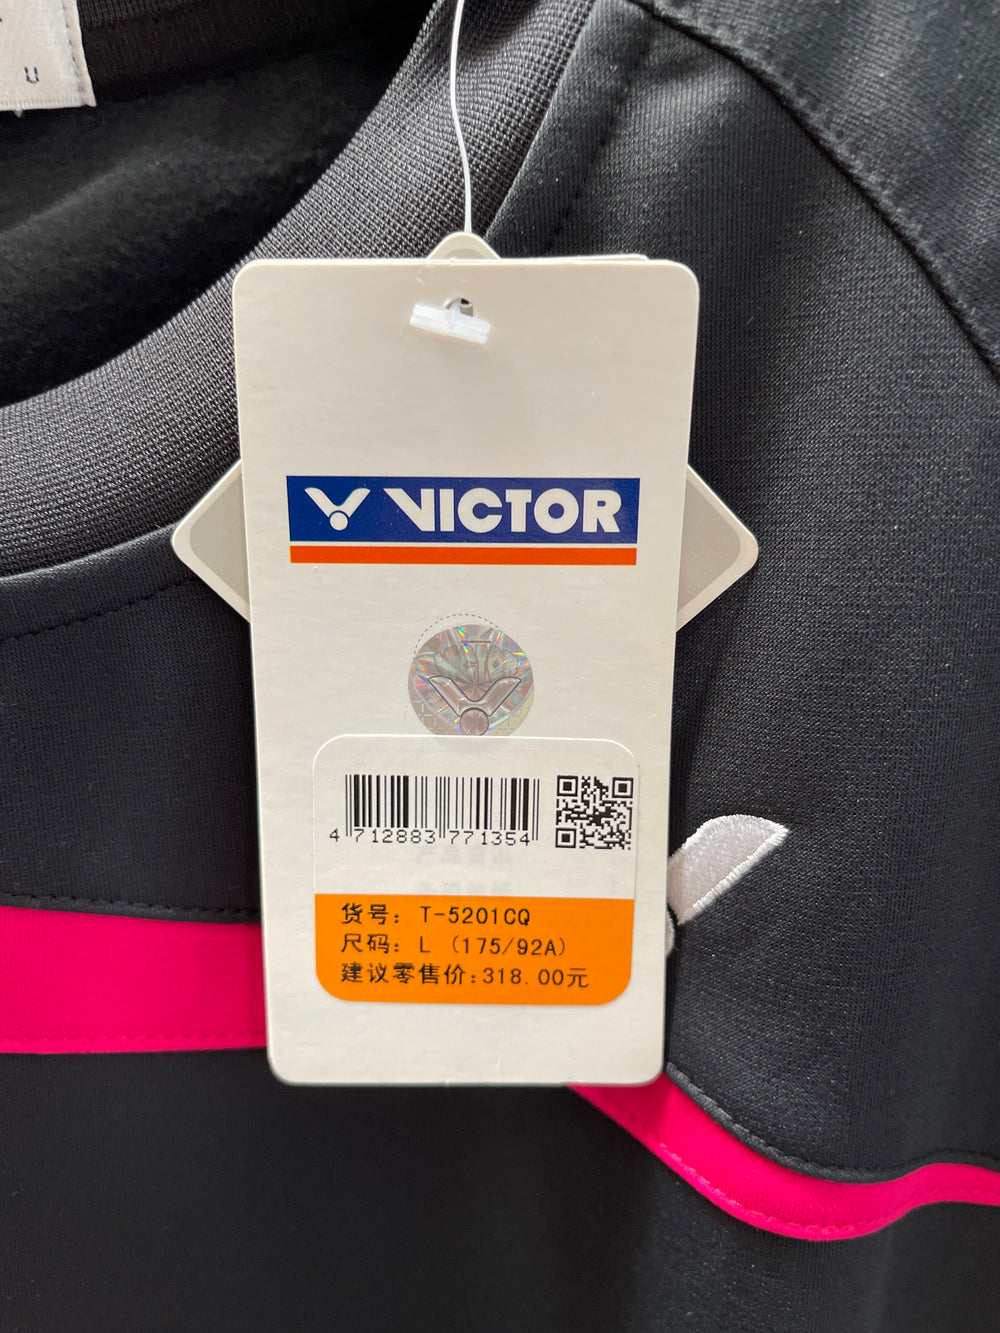 U
VICTOR
4 712883 771354
货号: T-5201CQ
尺码: L (175/92A)
建议零售价:318.00元